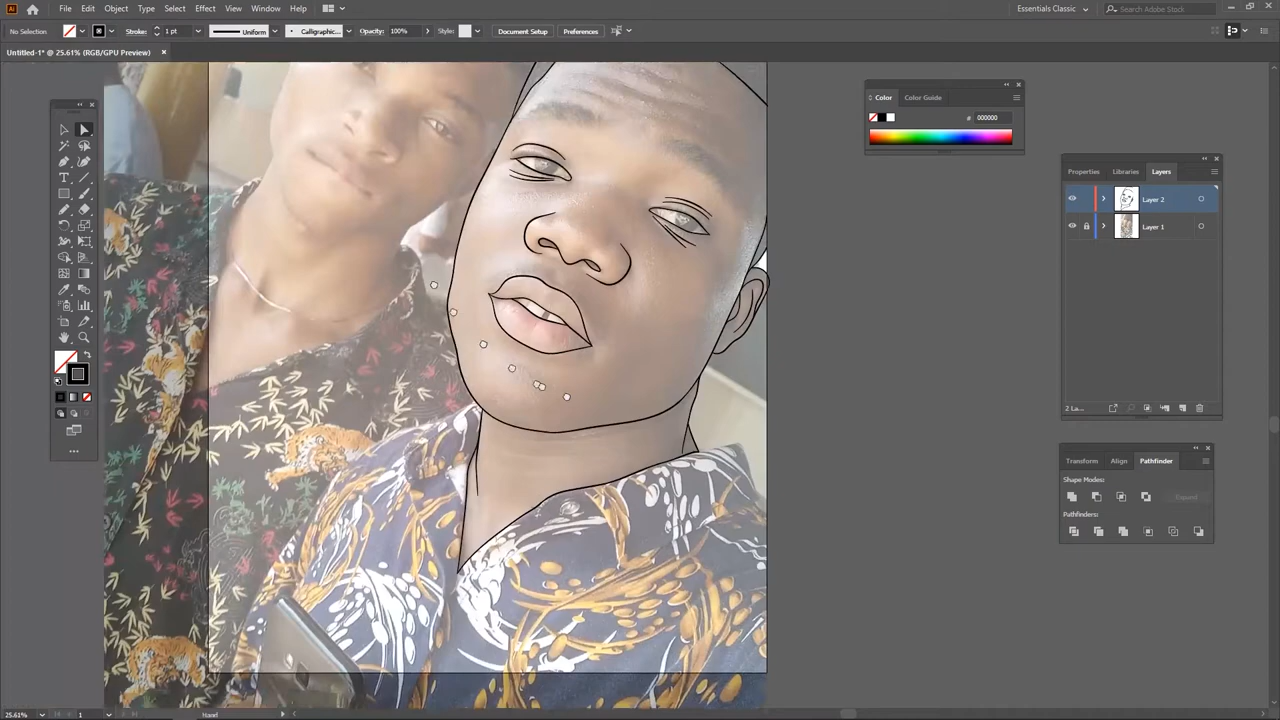 Ai File Edit Object Type Select Effect View Window Help Essentials Classic Search Adobe Stock
No Selection Stroke: 1 pt Uniform Calligraphic... Opacity: 100% Style: Document Setup Preferences
Untitled-1* @ 25.61% (RGB/GPU Preview)
Color Color Guide
# 000000
Properties Libraries Layers
Layer 2
Layer 1
2 La...
Transform Align Pathfinder
Shape Modes:
Expand
Pathfinders:
25.61% 1